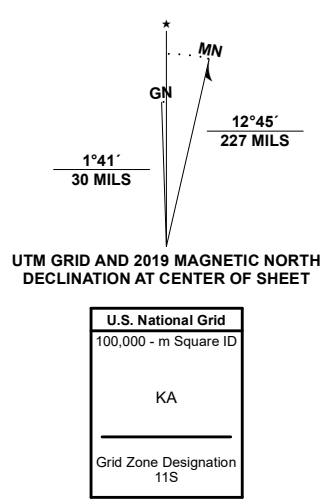 ★
MN
GN
12°45´
227 MILS
1°41´
30 MILS
UTM GRID AND 2019 MAGNETIC NORTH
DECLINATION AT CENTER OF SHEET
U.S. National Grid
100,000 - m Square ID
KA
Grid Zone Designation
11S